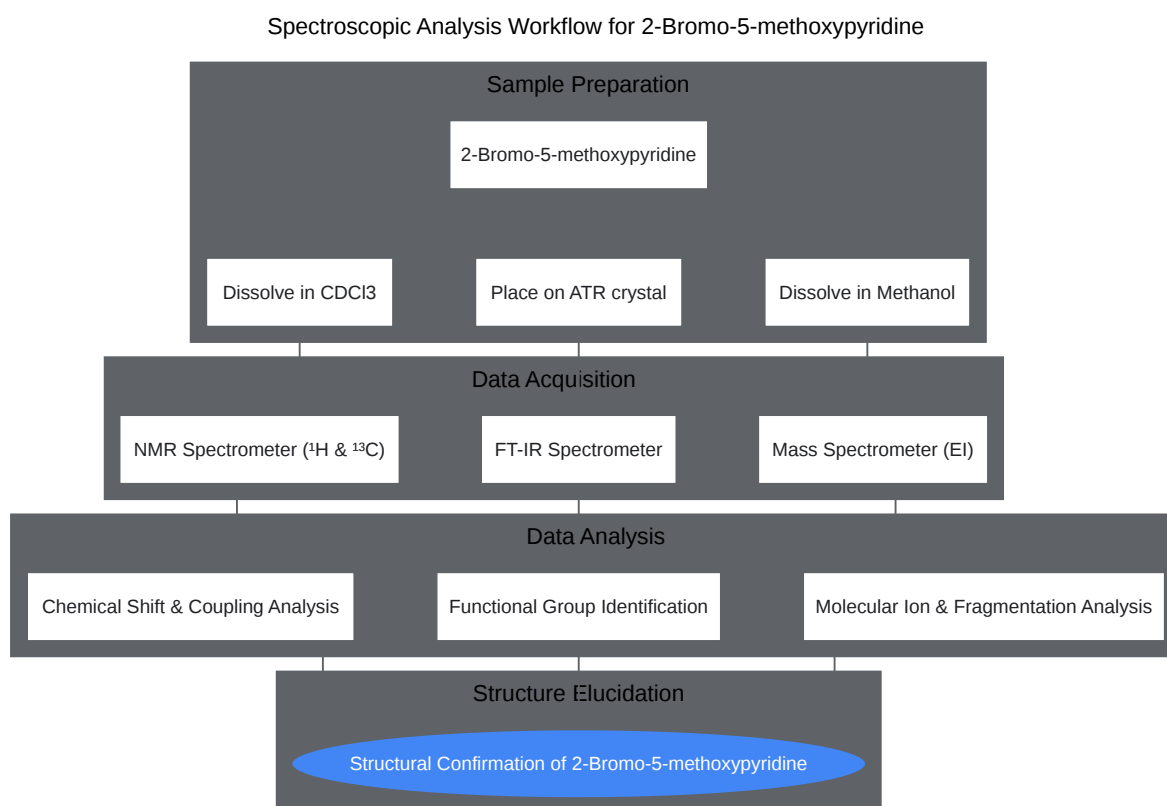 Spectroscopic Analysis Workflow for 2-Bromo-5-methoxypyridine
Sample Preparation
2-Bromo-5-methoxypyridine
Dissolve in CDCl3
Place on ATR crystal
Dissolve in Methanol
Data Acquisition
NMR Spectrometer (¹H & ¹³C)
FT-IR Spectrometer
Mass Spectrometer (EI)
Data Analysis
Chemical Shift & Coupling Analysis
Functional Group Identification
Molecular Ion & Fragmentation Analysis
Structure Elucidation
Structural Confirmation of 2-Bromo-5-methoxypyridine